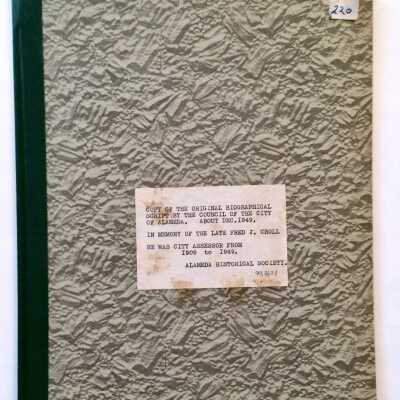 220
COPY OF THE ORIGINAL BIOGRAPHICAL
SCRIPT BY THE COUNCIL OF THE CITY
OF ALAMEDA. ABOUT DEC. 1949.
IN MEMORY OF THE LATE FRED J. CROLL
HE WAS CITY ASSESSOR FROM
1909 to 1949.
ALAMEDA HISTORICAL SOCIETY.